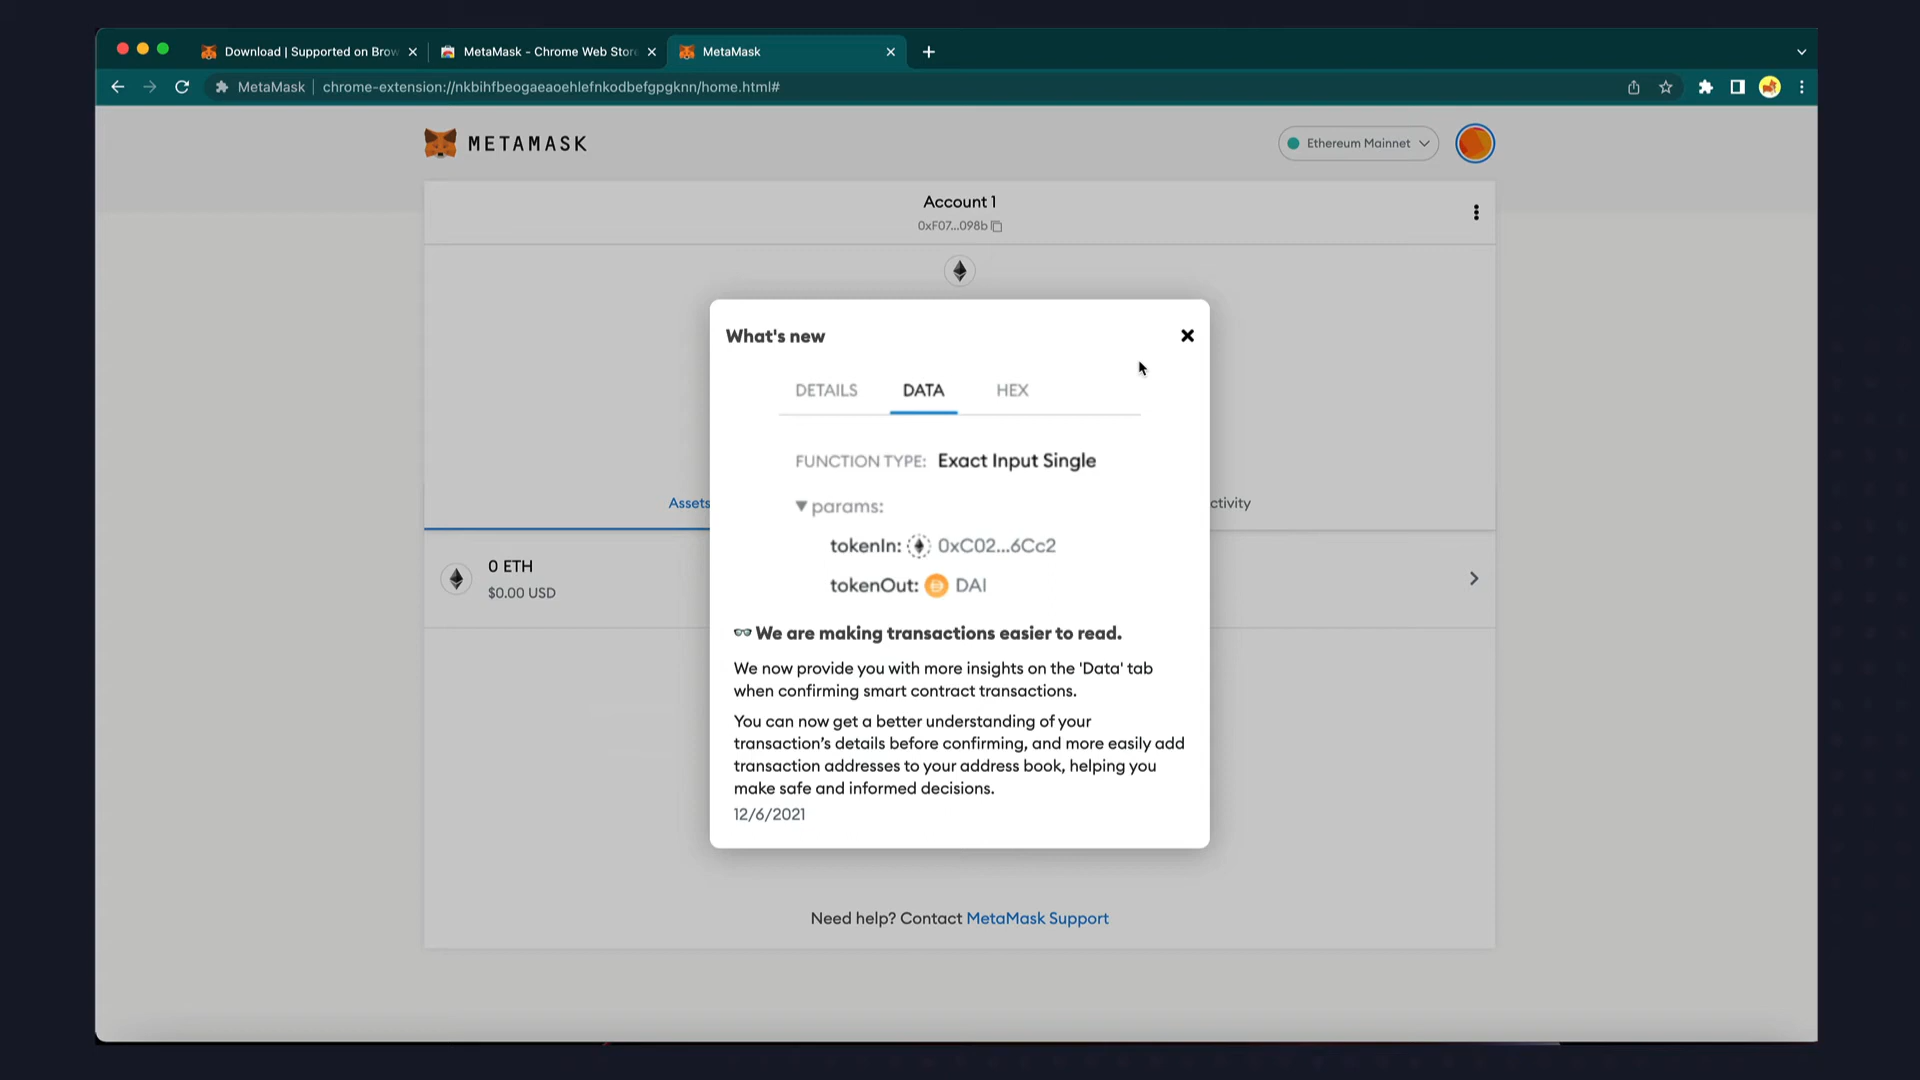 Download | Supported on Brow
MetaMask - Chrome Web Store
MetaMask
MetaMask
chrome-extension://nkbihfbeogaeaoehlefnkodbefgpgknn/home.html#
METAMASK
Ethereum Mainnet
Account 1
0xF07...098b
What's new
DETAILS DATA HEX
FUNCTION TYPE: Exact Input Single
Assets
ctivity
params:
tokenIn: 0xC02...6Cc2
0 ETH
tokenOut: DAI
$0.00 USD
We are making transactions easier to read.
We now provide you with more insights on the 'Data' tab
when confirming smart contract transactions.
You can now get a better understanding of your
transaction’s details before confirming, and more easily add
transaction addresses to your address book, helping you
make safe and informed decisions.
12/6/2021
Need help? Contact MetaMask Support